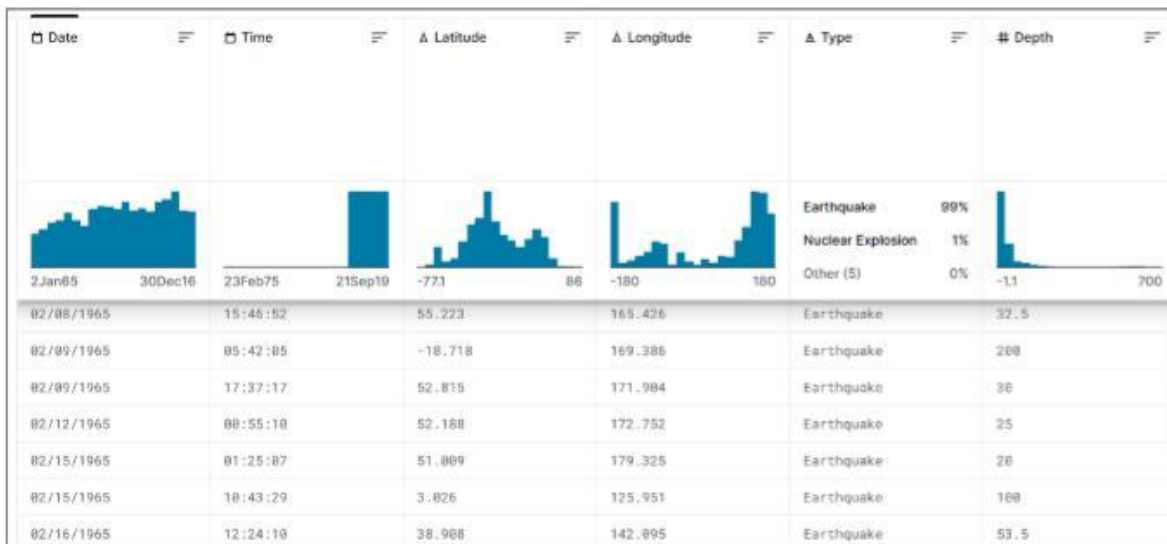 Date Time Latitude Longitude Type # Depth
Earthquake 99%
Nuclear Explosion 1%
Other (5) 0%
2Jan65 30Dec16 23Feb75 21Sep19 -77.1 86 -180 180 -1.1 700
02/08/1965 15:46:52 55.223 165.426 Earthquake 32.5
02/09/1965 05:42:05 -18.718 169.386 Earthquake 200
02/09/1965 17:37:17 52.815 171.904 Earthquake 30
02/12/1965 00:55:10 52.188 172.752 Earthquake 25
02/15/1965 01:25:07 51.009 179.325 Earthquake 20
02/15/1965 10:43:29 3.026 125.951 Earthquake 100
02/16/1965 12:24:10 38.908 142.095 Earthquake 53.5